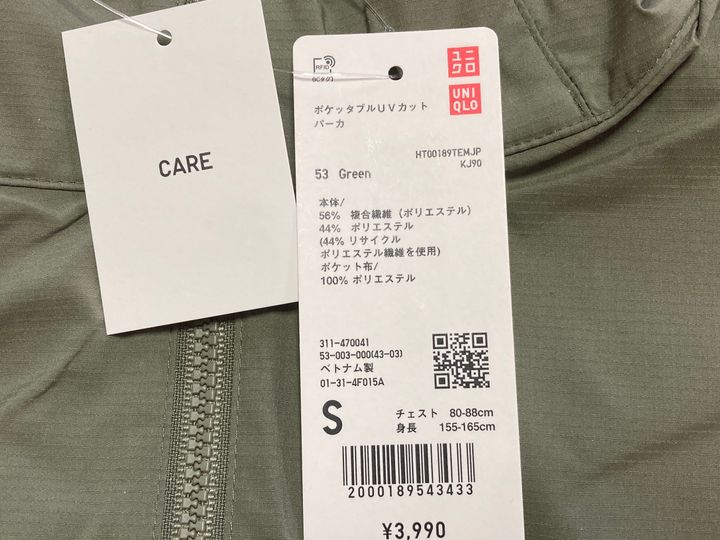 CARE
RFID
ユニ
クロ
UNI
QLO
ポケッタブルUVカット
パーカ
HT00189TEMJP
KJ90
53 Green
本体/
56% 複合繊維(ポリエステル)
44% ポリエステル
(44% リサイクル
ポリエステル繊維を使用)
ポケット布/
100% ポリエステル
311-470041
53-003-000(43-03)
ベトナム製
01-31-4F015A
S
チェスト 80-88cm
身長 155-165cm
2000189543433
¥3,990